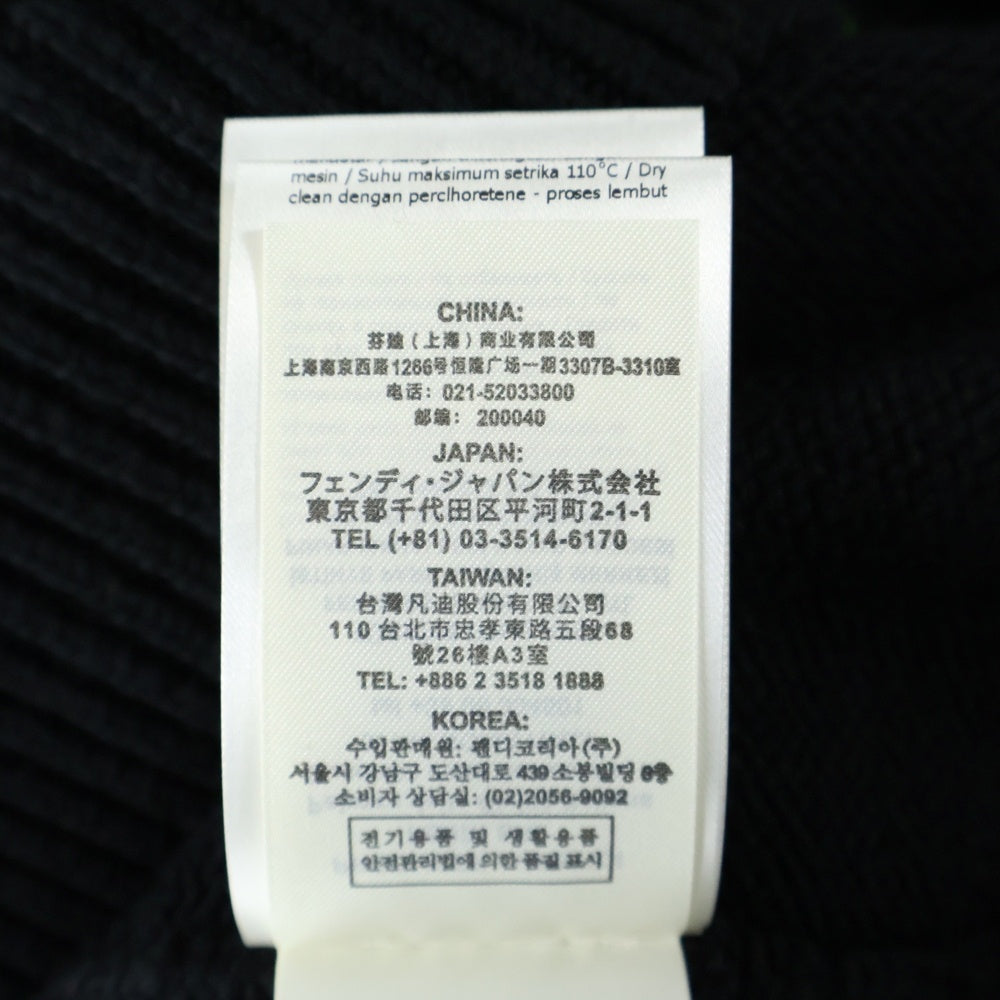 mesin / Suhu maksimum setrika 110°C / Dry
clean dengan perclhoretene - proses lembut
CHINA:
芬迪（上海）商业有限公司
上海南京西路1266号恒隆广场一期3307B-3310室
电话：021-52033800
邮编：200040
JAPAN:
フェンディ・ジャパン株式会社
東京都千代田区平河町2-1-1
TEL (+81) 03-3514-6170
TAIWAN:
台灣凡迪股份有限公司
110 台北市忠孝東路五段68
號26樓A3室
TEL: +886 2 3518 1888
KOREA:
수입판매원: 펜디코리아(주)
서울시 강남구 도산대로 439 소봉빌딩
소비자 상담실: (02)2056-9092
전기용품 및 생활용품
안전관리법에 의한 품질 표시